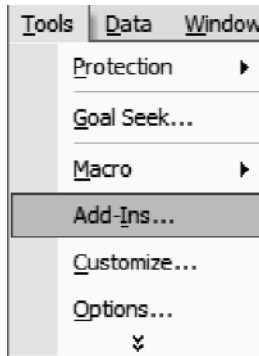 Tools Data Window
Protection
Goal Seek...
Macro
Add-Ins...
Customize...
Options...